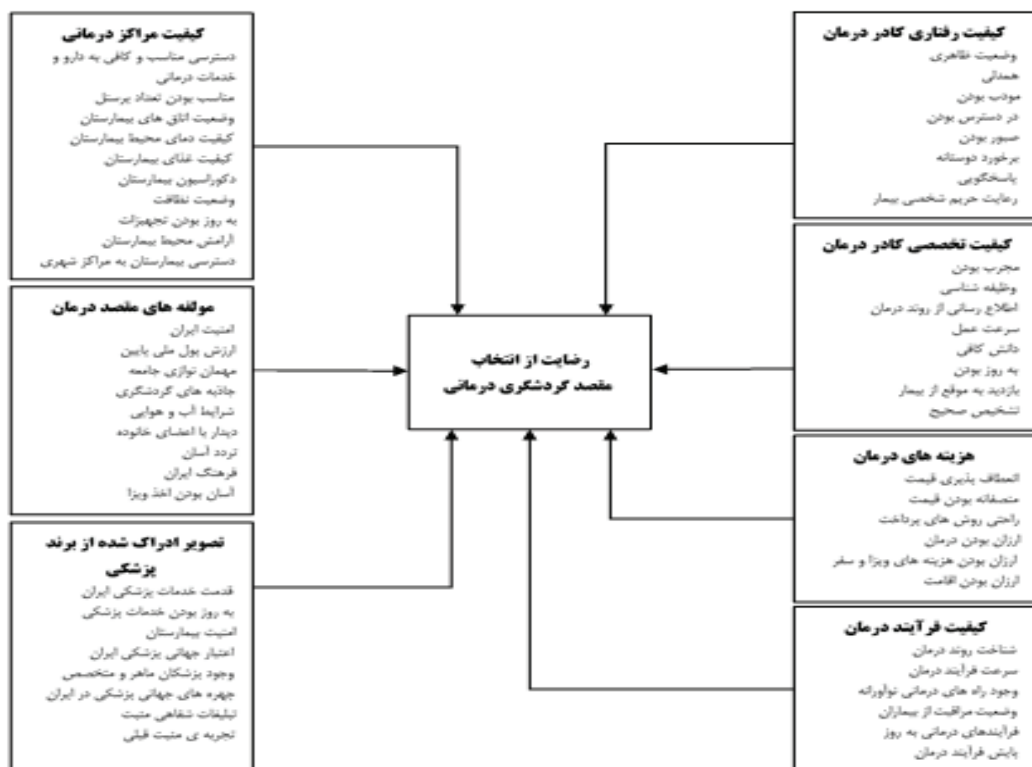 کیفیت رفتاری کادر درمان
وضعیت ظاهری
همدلی
مودب بودن
در دسترس بودن
صبور بودن
برخورد دوستانه
پاسخگویی
رعایت حریم شخصی بیمار
کیفیت تخصصی کادر درمان
مجرب بودن
وظیفه شناسی
اطلاع رسانی از روند درمان
سرعت عمل
دانش کافی
به روز بودن
بازدید به موقع از بیمار
تشخیص صحیح
هزینه های درمان
انعطاف پذیری قیمت
منصفانه بودن قیمت
راحتی روش های پرداخت
ارزان بودن درمان
ارزان بودن هزینه های ویزا و سفر
ارزان بودن اقامت
کیفیت فرآیند درمان
شناخت روند درمان
سرعت فرآیند درمان
وجود راه های درمانی نوآورانه
وضعیت مراقبت از بیماران
فرآیندهای درمانی به روز
پایش فرآیند درمان
رضایت از انتخاب
مقصد گردشگری درمانی
کیفیت مراکز درمانی
دسترسی مناسب و کافی به دارو و
خدمات درمانی
مناسب بودن تعداد پرسنل
وضعیت اتاق های بیمارستان
کیفیت دمای محیط بیمارستان
کیفیت غذای بیمارستان
دکوراسیون بیمارستان
وضعیت نظافت
به روز بودن تجهیزات
آرامش محیط بیمارستان
دسترسی بیمارستان به مراکز شهری
مولفه های مقصد درمان
امنیت ایران
ارزش پول ملی پایین
مهمان نوازی جامعه
جاذبه های گردشگری
شرایط آب و هوایی
دیدار با اعضای خانوده
تردد آسان
فرهنگ ایران
آسان بودن اخذ ویزا
تصویر ادراک شده از برند
پزشکی
قدمت خدمات پزشکی ایران
به روز بودن خدمات پزشکی
امنیت بیمارستان
اعتبار جهانی پزشکی ایران
وجود پزشکان ماهر و متخصص
چهره های جهانی پزشکی در ایران
تبلیغات شفاهی مثبت
تجربه ی مثبت قبلی